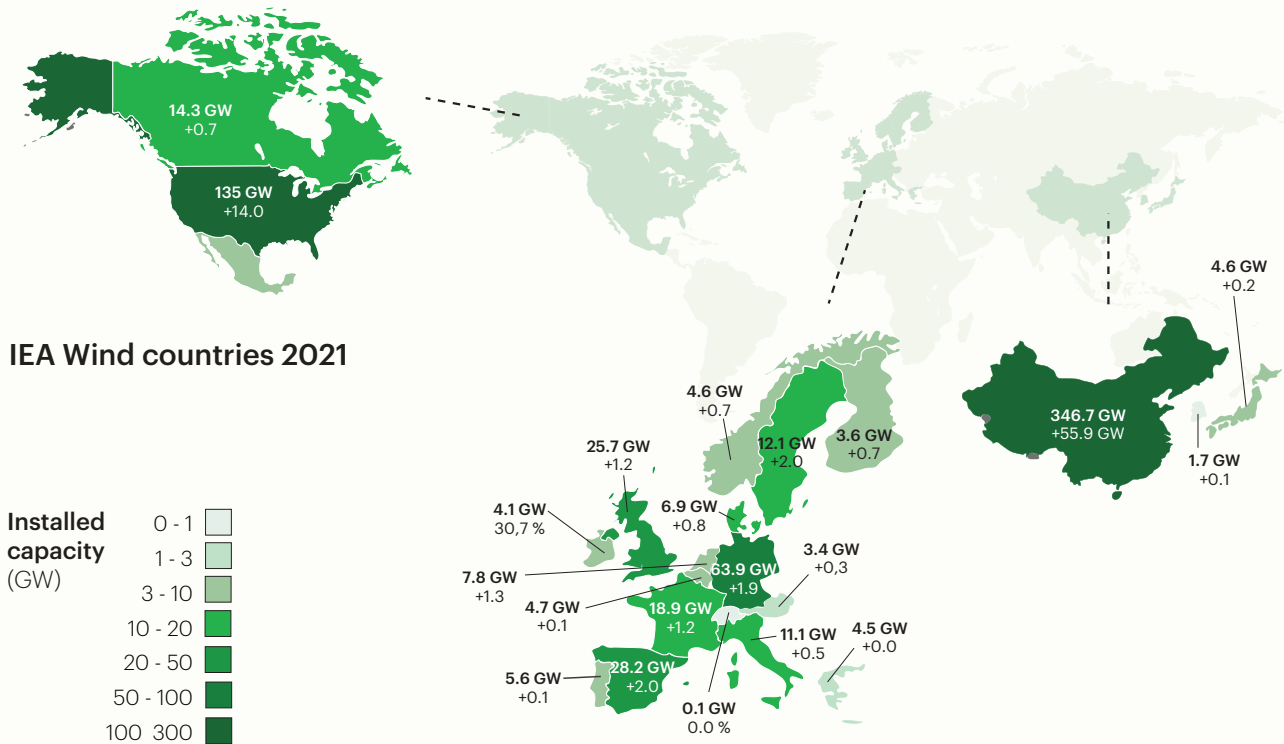 14.3 GW
+0.7
135 GW
+14.0
IEA Wind countries 2021
4.6 GW
+0.2
346.7 GW
+55.9 GW
1.7 GW
+0.1
4.6 GW
+0.7
12.1 GW
+2.0
3.6 GW
+0.7
25.7 GW
+1.2
4.1 GW
30,7 %
6.9 GW
+0.8
7.8 GW
+1.3
63.9 GW
+1.9
3.4 GW
+0,3
4.7 GW
+0.1
18.9 GW
+1.2
11.1 GW
+0.5
4.5 GW
+0.0
5.6 GW
+0.1
28.2 GW
+2.0
0.1 GW
0.0 %
Installed
capacity
(GW)
0 - 1
1 - 3
3 - 10
10 - 20
20 - 50
50 - 100
100 300